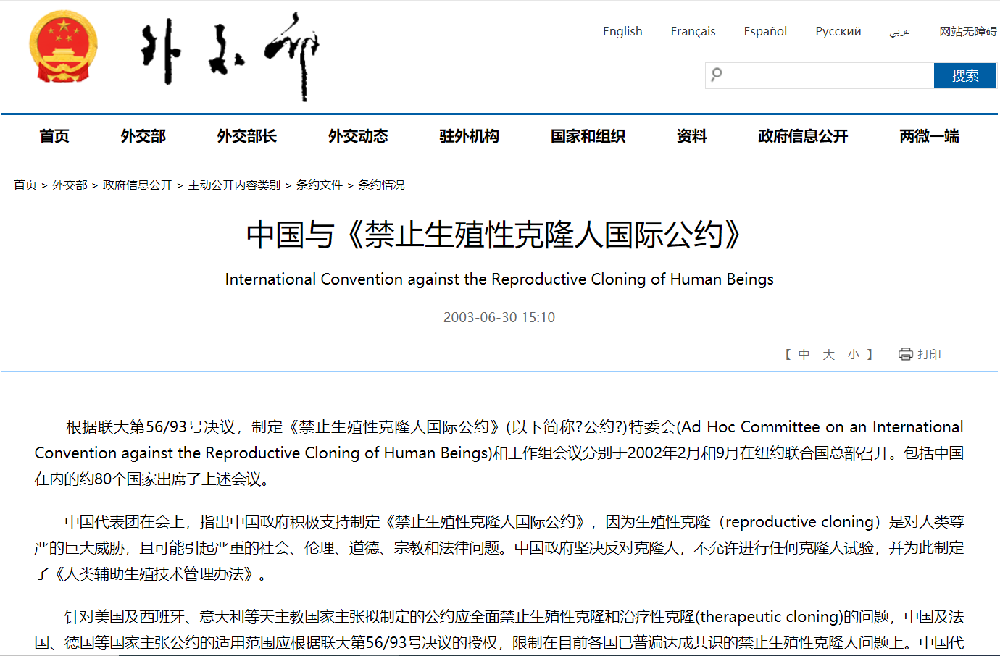 外交部
English Français Español Русский عربي 网站无障碍
搜索
首页 外交部 外交部长 外交动态 驻外机构 国家和组织 资料 政府信息公开 两微一端
首页 > 外交部 > 政府信息公开 > 主动公开内容类别 > 条约文件 > 条约情况
中国与《禁止生殖性克隆人国际公约》
International Convention against the Reproductive Cloning of Human Beings
2003-06-30 15:10
【 中 大 小 】 打印
根据联大第56/93号决议，制定《禁止生殖性克隆人国际公约》(以下简称?公约?)特委会(Ad Hoc Committee on an International
Convention against the Reproductive Cloning of Human Beings)和工作组会议分别于2002年2月和9月在纽约联合国总部召开。包括中国
在内的约80个国家出席了上述会议。
中国代表团在会上，指出中国政府积极支持制定《禁止生殖性克隆人国际公约》，因为生殖性克隆（reproductive cloning）是对人类尊
严的巨大威胁，且可能引起严重的社会、伦理、道德、宗教和法律问题。中国政府坚决反对克隆人，不允许进行任何克隆人试验，并为此制定
了《人类辅助生殖技术管理办法》。
针对美国及西班牙、意大利等天主教国家主张拟制定的公约应全面禁止生殖性克隆和治疗性克隆(therapeutic cloning)的问题，中国及法
国、德国等国家主张公约的适用范围应根据联大第56/93号决议的授权，限制在目前各国已普遍达成共识的禁止生殖性克隆人问题上。中国代